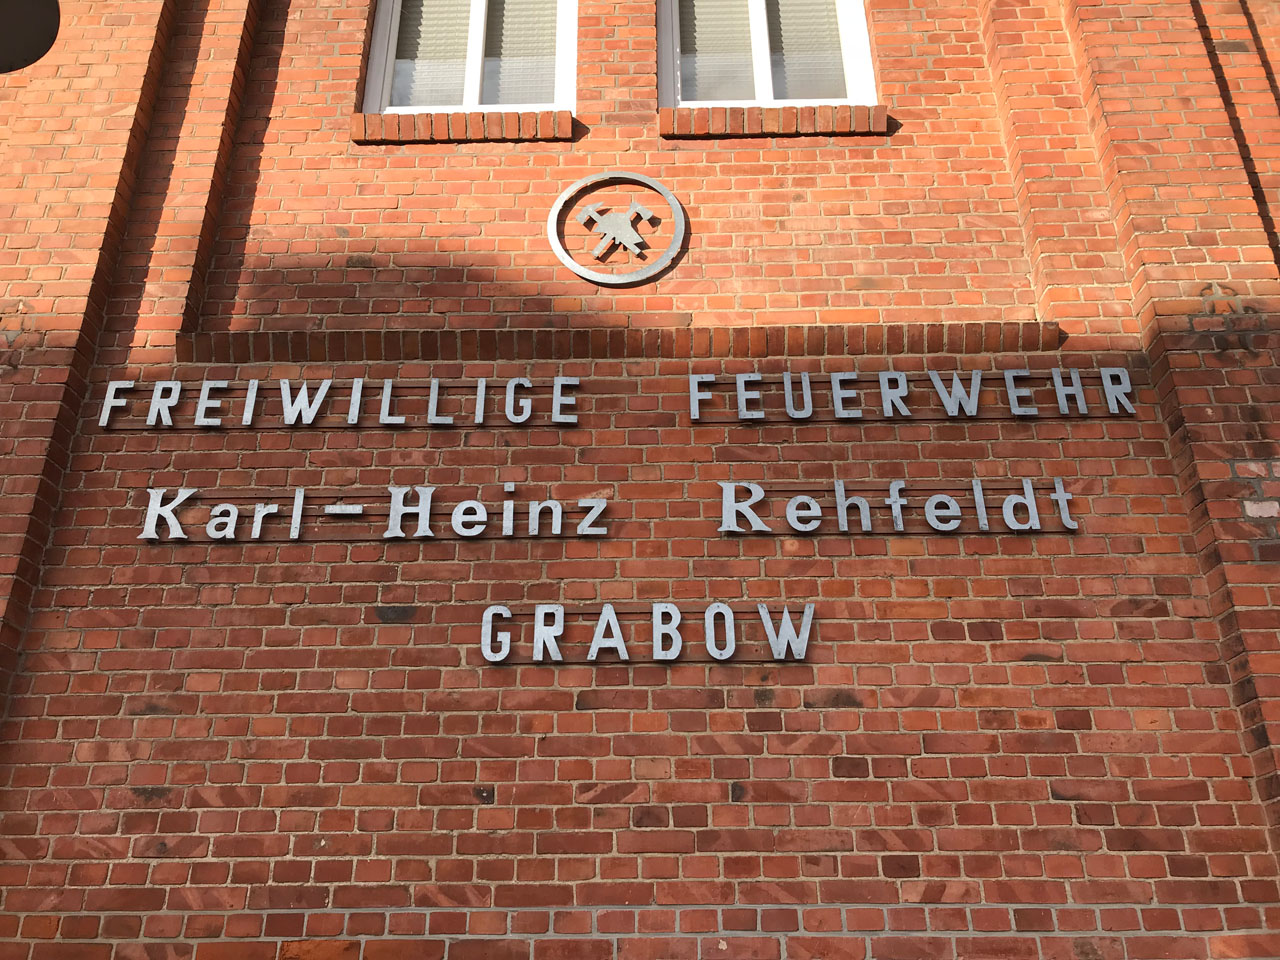 FREIWILLIGE FEUERWEHR
Karl-Heinz Rehfeldt
GRABOW